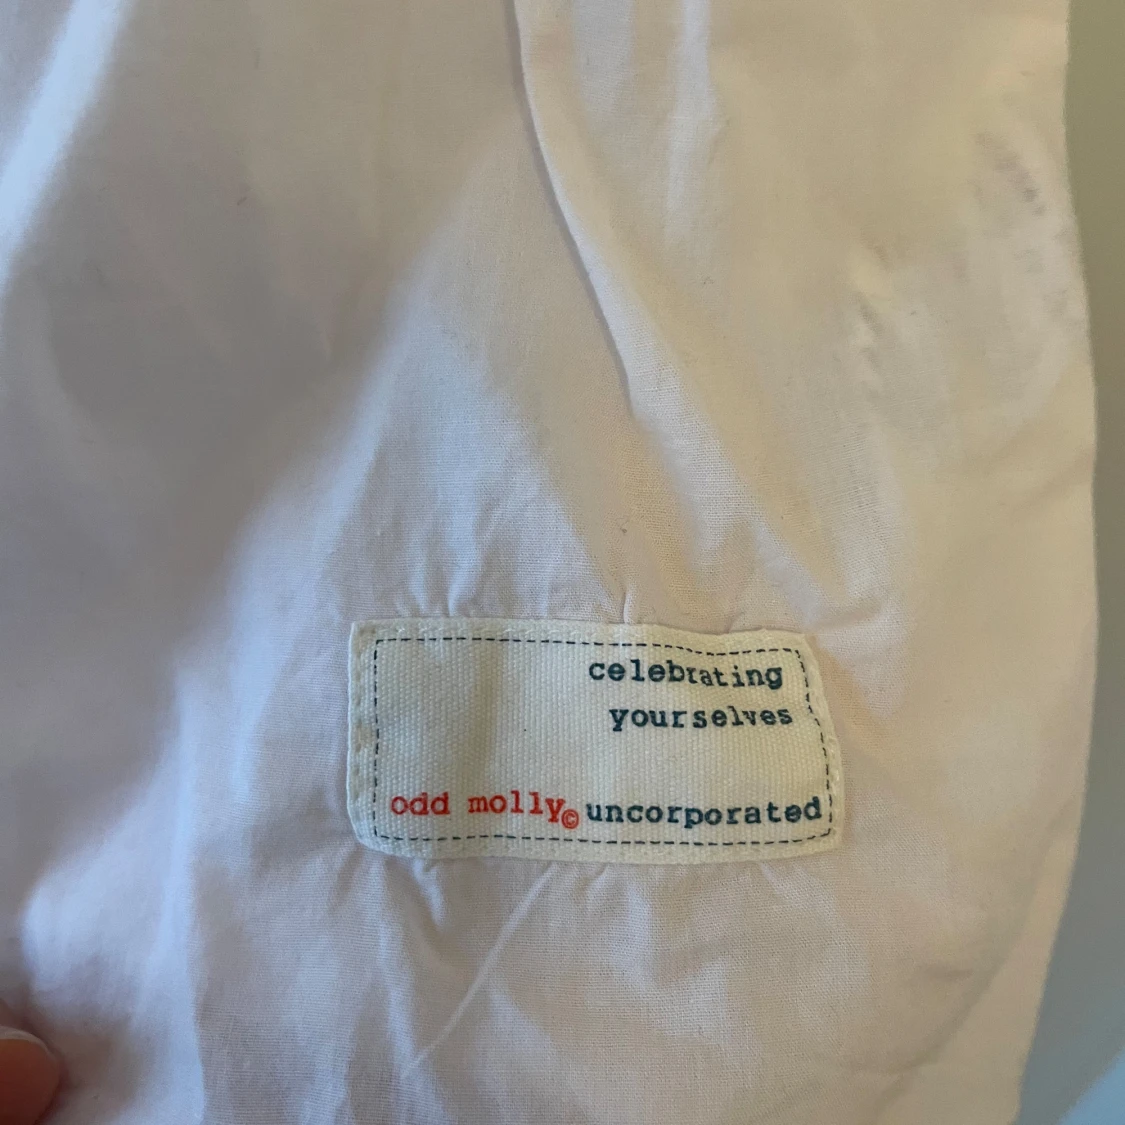 celebrating
yourselves
odd molly© uncorporated